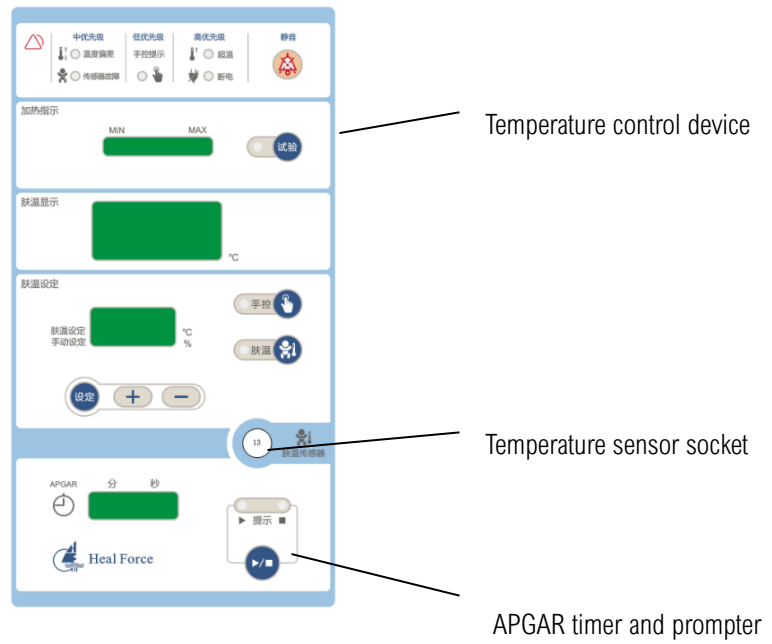 中优先级 低优先级 高优先级 静音
温度偏差 手控提示 超温
传感器故障 断电
加热指示
MIN MAX
试验
Temperature control device
肤温显示
℃
肤温设定
手控
肤温设定 ℃
手动设定 %
肤温
设定 + −
13
肤温传感器
Temperature sensor socket
APGAR 分 秒
▶ 提示 ■
Heal Force
▶/■
APGAR timer and prompter